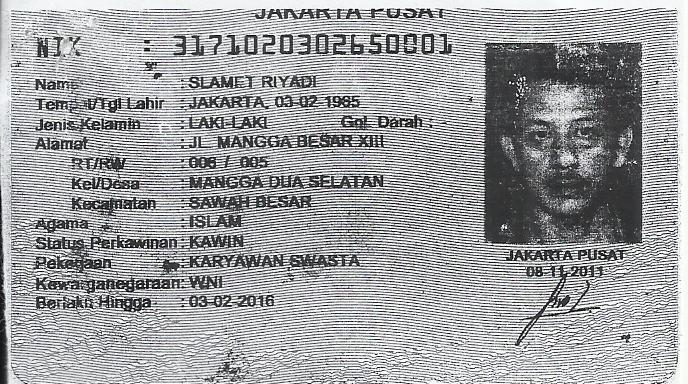 JAKARTA PUSAT
NIK : 3171020302650001
Nama : SLAMET RIYADI
Tempat/Tgl Lahir : JAKARTA, 03-02-1965
Jenis Kelamin : LAKI-LAKI Gol. Darah : -
Alamat : JL MANGGA BESAR XIII
RT/RW : 006 / 005
Kel/Desa : MANGGA DUA SELATAN
Kecamatan : SAWAH BESAR
Agama : ISLAM
Status Perkawinan : KAWIN
Pekerjaan : KARYAWAN SWASTA
Kewarganegaraan : WNI
Berlaku Hingga : 03-02-2016
JAKARTA PUSAT
08-11-2011